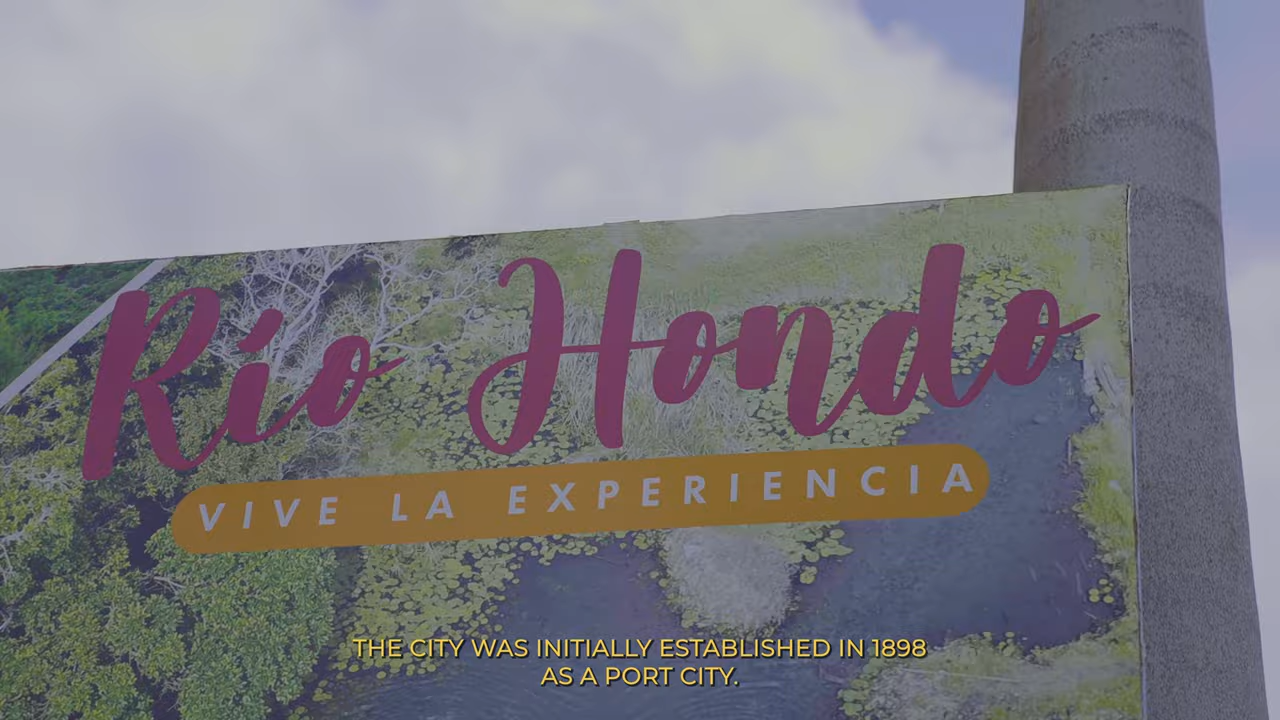 Río Hondo
VIVE LA EXPERIENCIA
THE CITY WAS INITIALLY ESTABLISHED IN 1898
AS A PORT CITY.